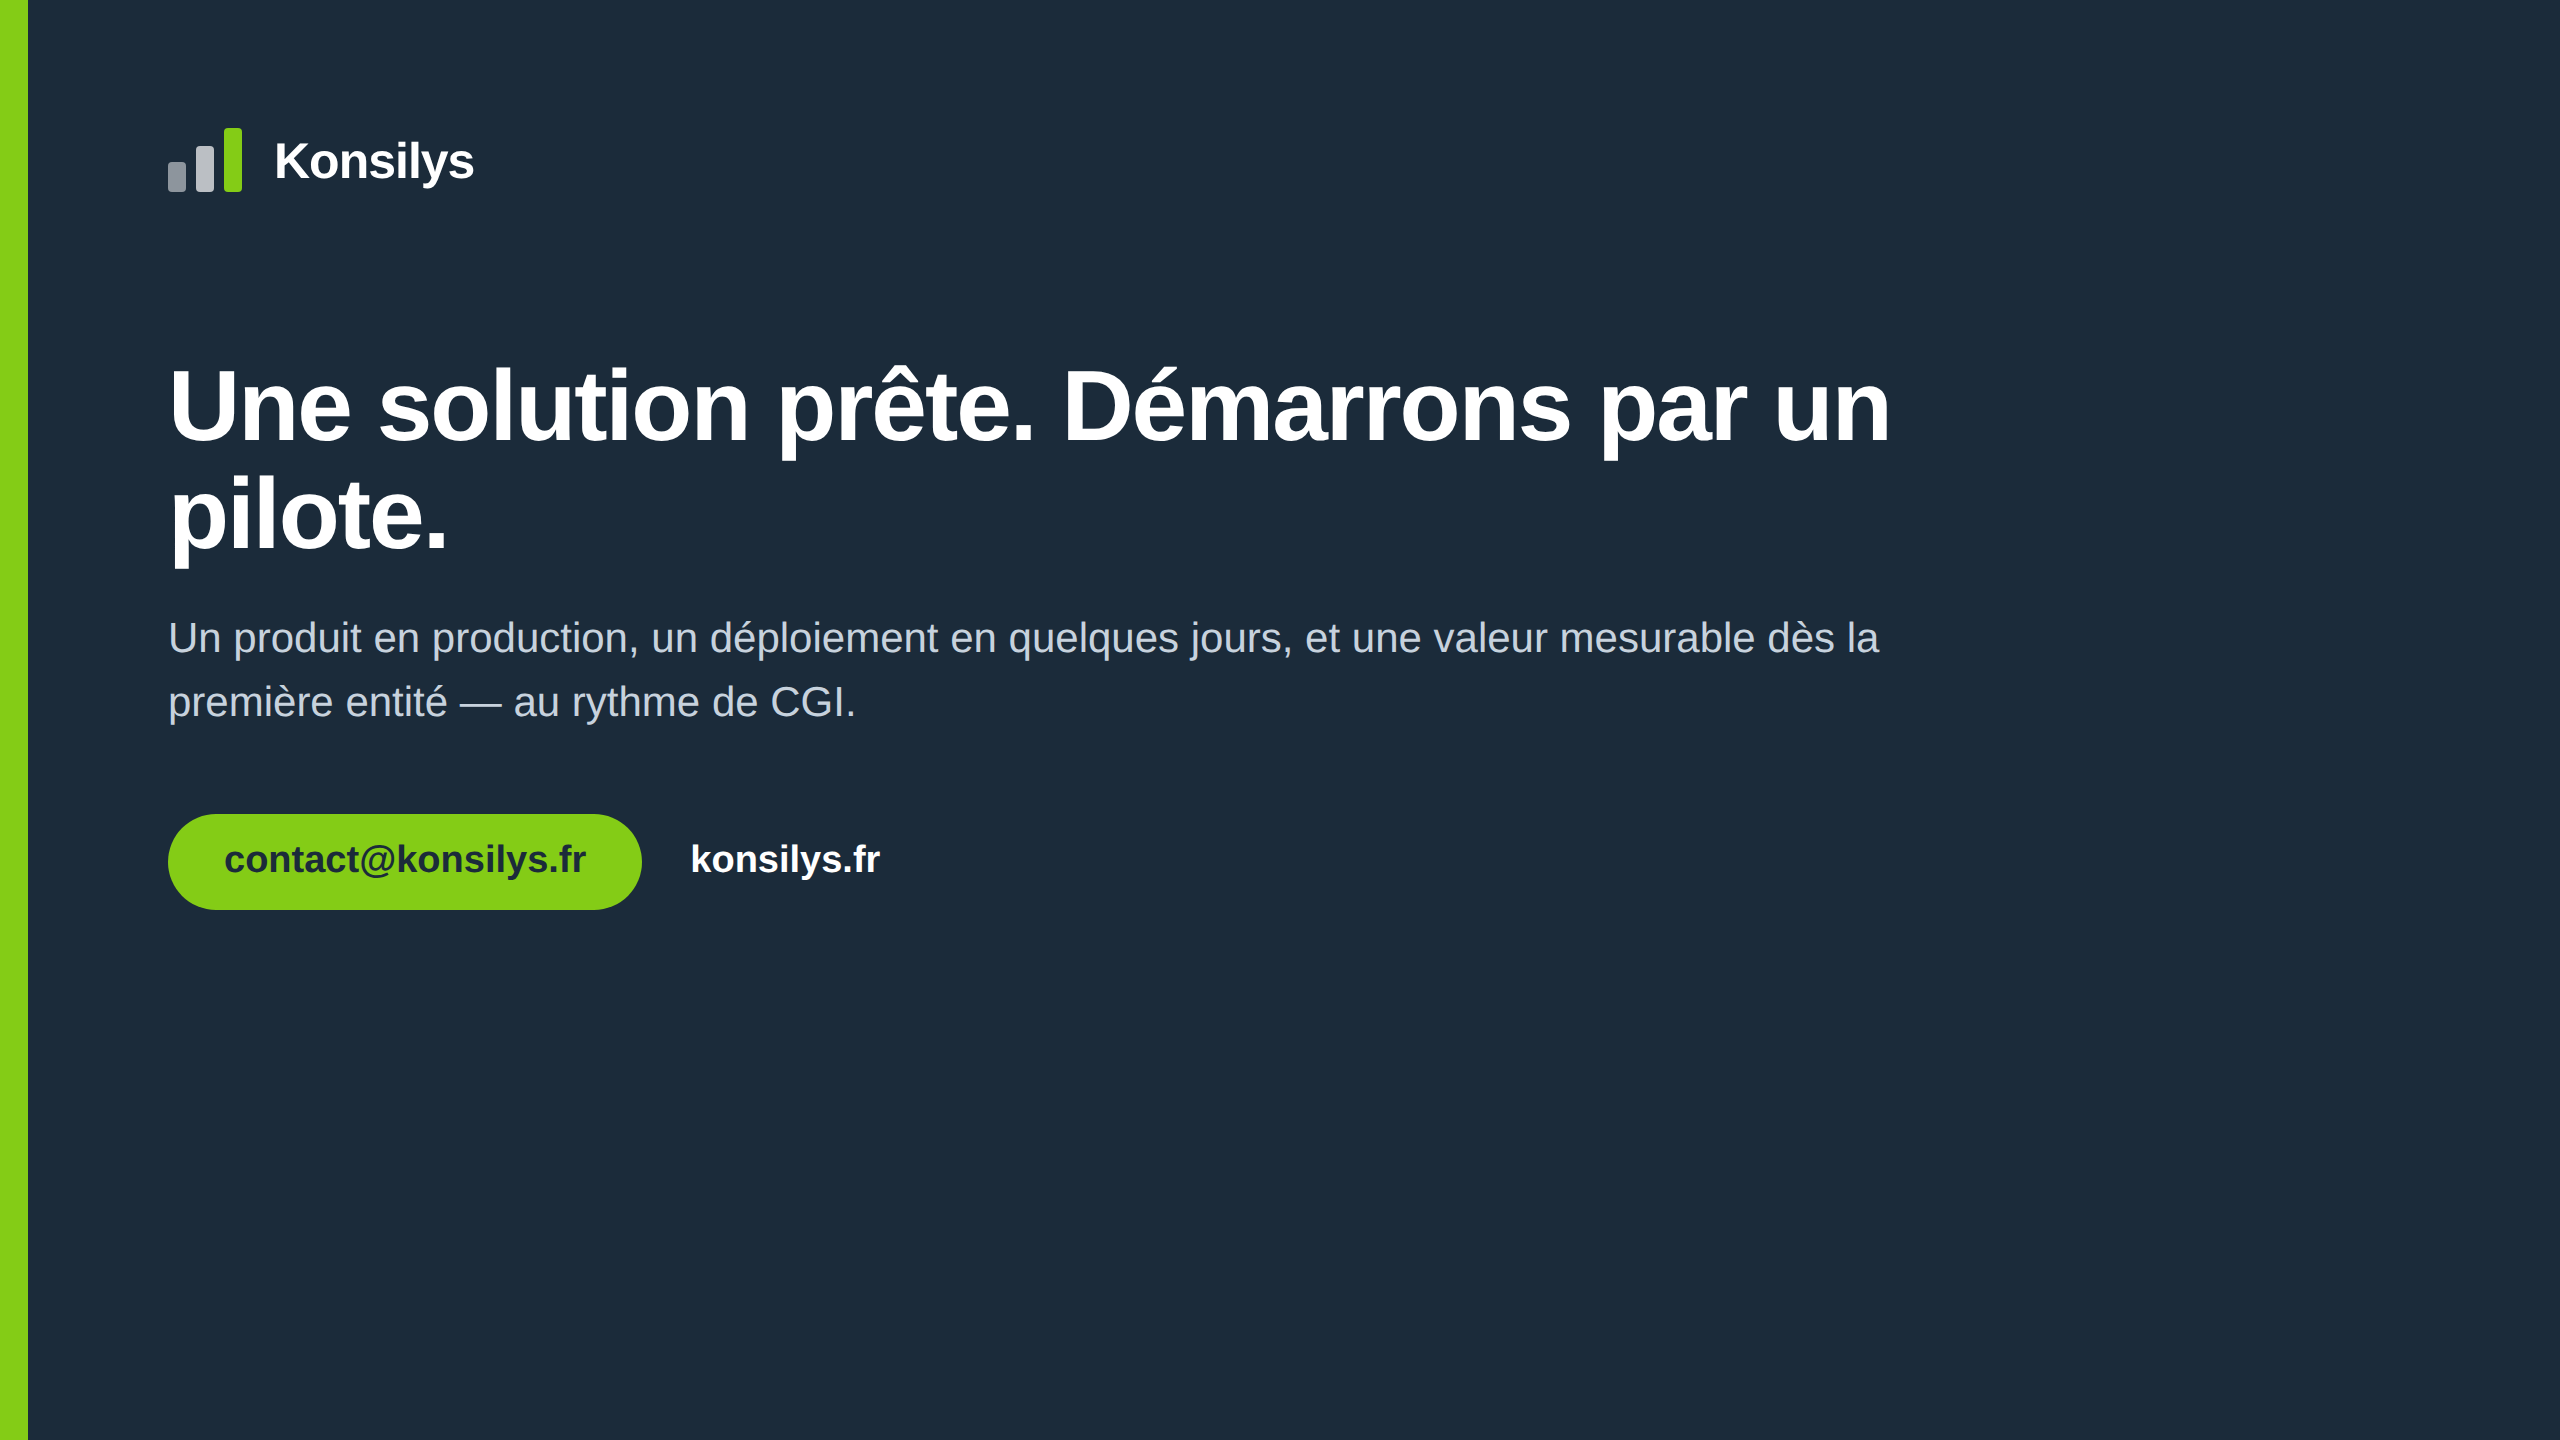 Konsilys
Une solution prête. Démarrons par un
pilote.
Un produit en production, un déploiement en quelques jours, et une valeur mesurable dès la
première entité — au rythme de CGI.
contact@konsilys.fr
konsilys.fr